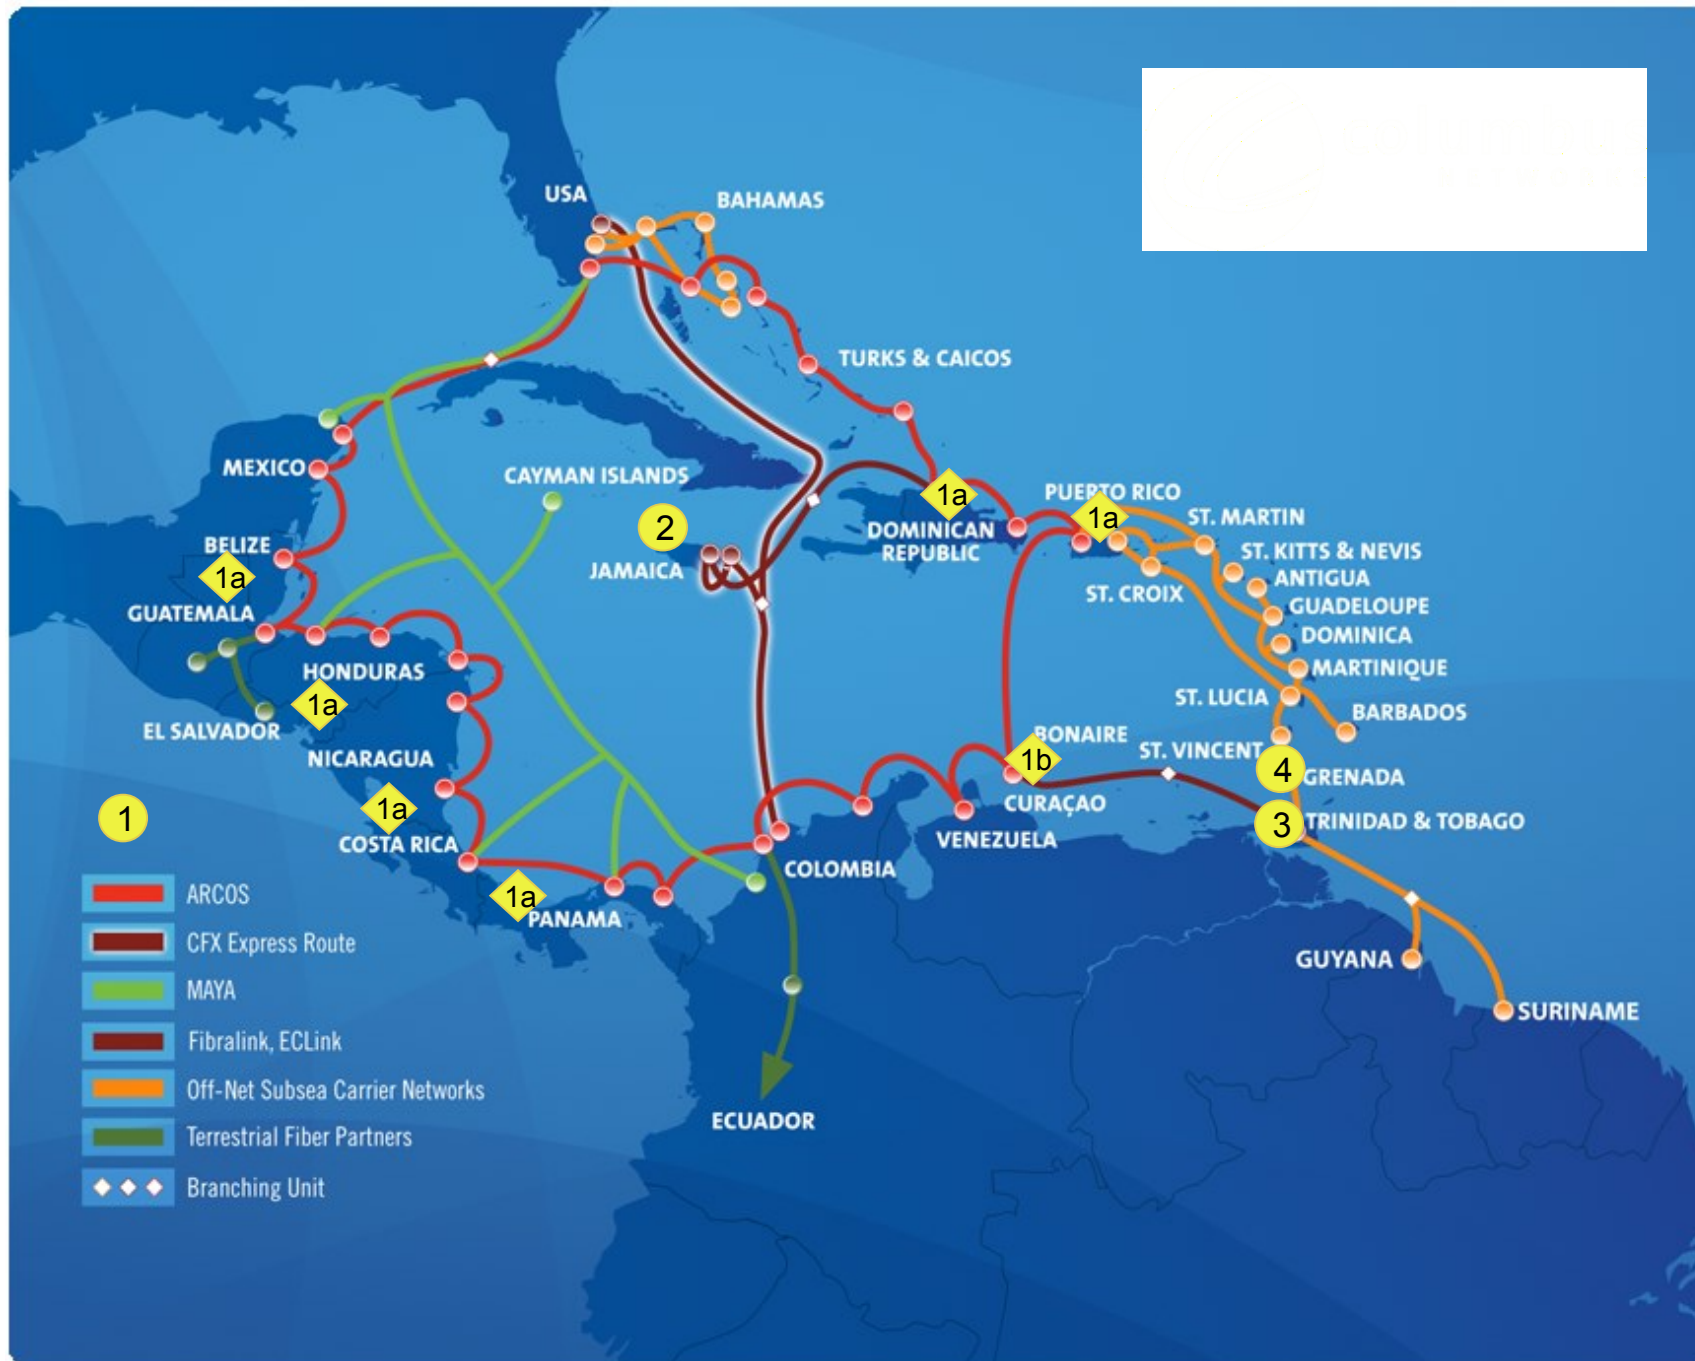 USA
BAHAMAS
TURKS & CAICOS
MEXICO
CAYMAN ISLANDS
2
JAMAICA
1a
DOMINICAN
REPUBLIC
PUERTO RICO
1a
ST. MARTIN
ST. KITTS & NEVIS
ANTIGUA
ST. CROIX
GUADELOUPE
DOMINICA
MARTINIQUE
ST. LUCIA
BARBADOS
ST. VINCENT
4
GRENADA
3
TRINIDAD & TOBAGO
BELIZE
1a
GUATEMALA
HONDURAS
1a
EL SALVADOR
NICARAGUA
1a
COSTA RICA
1a
PANAMA
BONAIRE
1b
CURAÇAO
VENEZUELA
COLOMBIA
GUYANA
SURINAME
ECUADOR
1
ARCOS
CFX Express Route
MAYA
Fibralink, ECLink
Off-Net Subsea Carrier Networks
Terrestrial Fiber Partners
Branching Unit